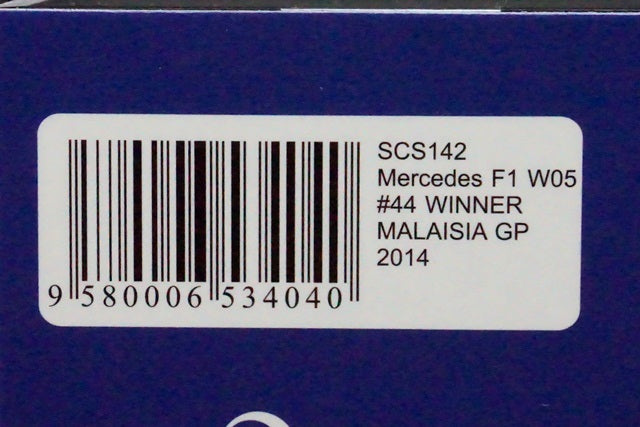 SCS142
Mercedes F1 W05
#44 WINNER
MALAISIA GP
2014
9 580006 534040